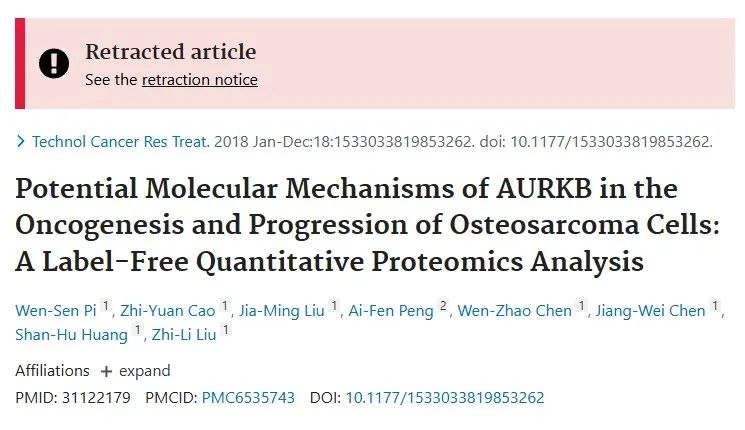 Retracted article
See the retraction notice
Technol Cancer Res Treat. 2018 Jan-Dec:18:1533033819853262. doi: 10.1177/1533033819853262.
Potential Molecular Mechanisms of AURKB in the
Oncogenesis and Progression of Osteosarcoma Cells:
A Label-Free Quantitative Proteomics Analysis
Wen-Sen Pi 1, Zhi-Yuan Cao 1, Jia-Ming Liu 1, Ai-Fen Peng 2, Wen-Zhao Chen 1, Jiang-Wei Chen 1,
Shan-Hu Huang 1, Zhi-Li Liu 1
Affiliations + expand
PMID: 31122179 PMCID: PMC6535743 DOI: 10.1177/1533033819853262